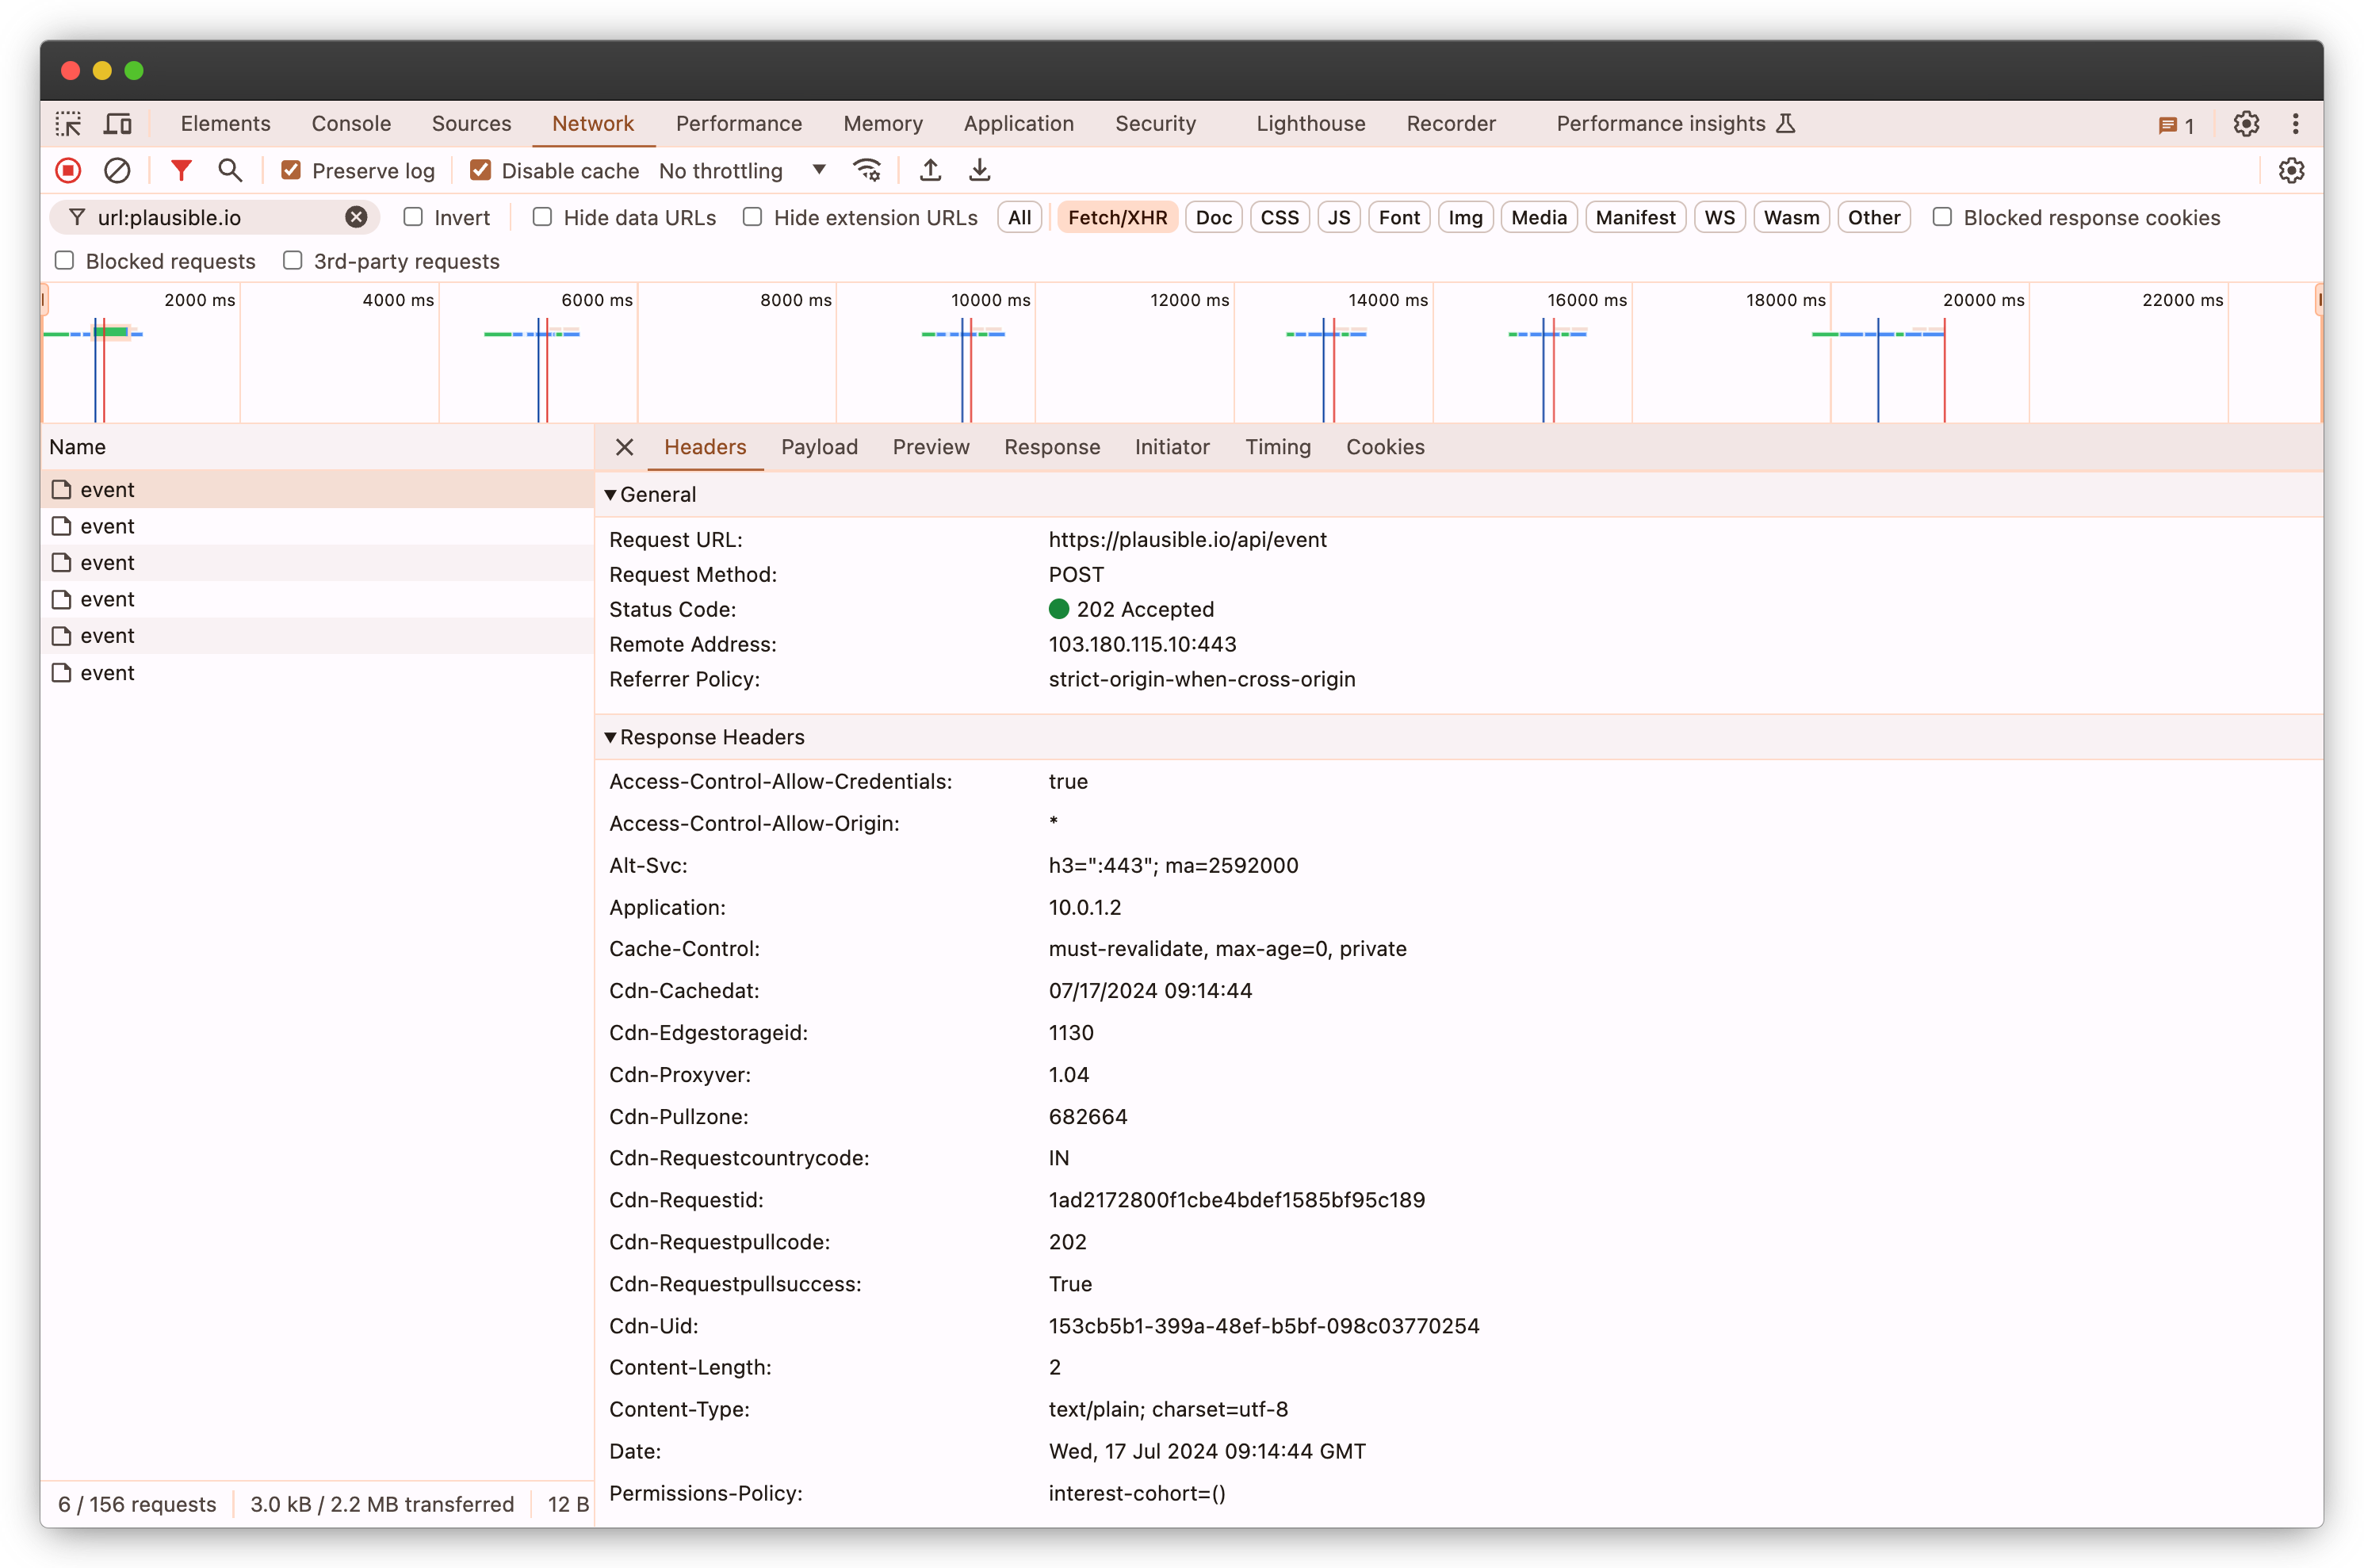 Elements Console Sources Network Performance Memory Application Security Lighthouse Recorder Performance insights 1
Preserve log Disable cache No throttling
url:plausible.io Invert Hide data URLs Hide extension URLs All Fetch/XHR Doc CSS JS Font Img Media Manifest WS Wasm Other Blocked response cookies
Blocked requests 3rd-party requests
2000 ms 4000 ms 6000 ms 8000 ms 10000 ms 12000 ms 14000 ms 16000 ms 18000 ms 20000 ms 22000 ms
Name
event
event
event
event
event
event
6 / 156 requests 3.0 kB / 2.2 MB transferred 12 B
Headers Payload Preview Response Initiator Timing Cookies
General
Request URL: https://plausible.io/api/event
Request Method: POST
Status Code: 202 Accepted
Remote Address: 103.180.115.10:443
Referrer Policy: strict-origin-when-cross-origin
Response Headers
Access-Control-Allow-Credentials: true
Access-Control-Allow-Origin: *
Alt-Svc: h3=":443"; ma=2592000
Application: 10.0.1.2
Cache-Control: must-revalidate, max-age=0, private
Cdn-Cachedat: 07/17/2024 09:14:44
Cdn-Edgestorageid: 1130
Cdn-Proxyver: 1.04
Cdn-Pullzone: 682664
Cdn-Requestcountrycode: IN
Cdn-Requestid: 1ad2172800f1cbe4bdef1585bf95c189
Cdn-Requestpullcode: 202
Cdn-Requestpullsuccess: True
Cdn-Uid: 153cb5b1-399a-48ef-b5bf-098c03770254
Content-Length: 2
Content-Type: text/plain; charset=utf-8
Date: Wed, 17 Jul 2024 09:14:44 GMT
Permissions-Policy: interest-cohort=()